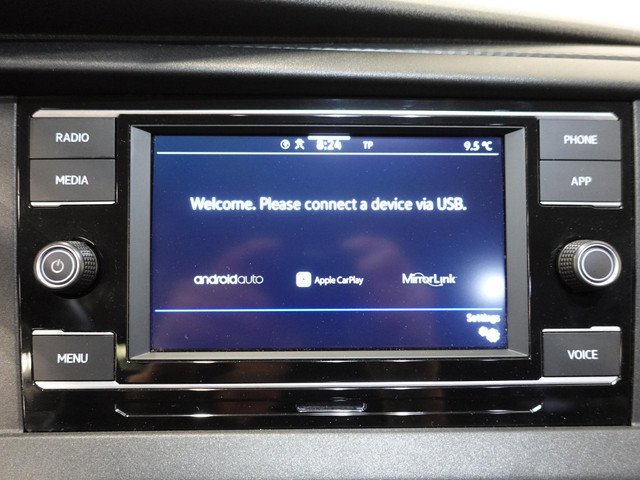 RADIO
MEDIA
MENU
8:24 TP 9.5 °C
Welcome. Please connect a device via USB.
androidauto Apple CarPlay MirrorLink
Settings
PHONE
APP
VOICE